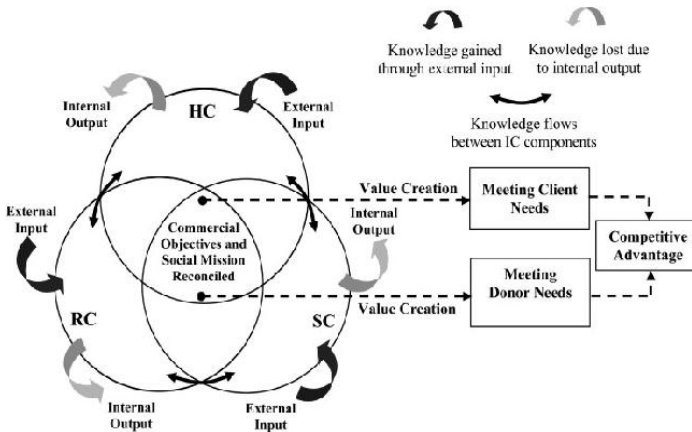 Knowledge gained
through external input
Knowledge lost due
to internal output
Knowledge flows
between IC components
Internal
Output
HC
External
Input
External
Input
Commercial
Objectives and
Social Mission
Reconciled
Value Creation
Internal
Output
Meeting Client
Needs
Competitive
Advantage
Meeting
Donor Needs
Value Creation
RC
SC
Internal
Output
External
Input